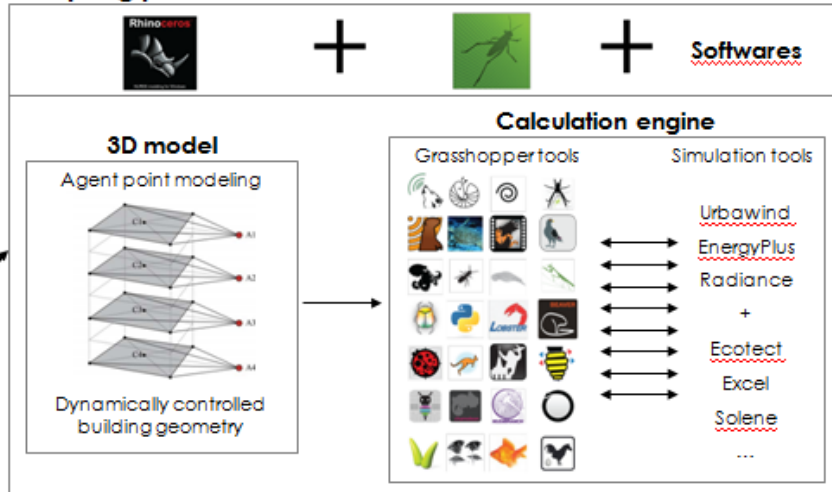 Rhinoceros
+
+
Softwares
3D model
Agent point modeling
C1
A1
C2
A2
C3
A3
C4
A4
Dynamically controlled
building geometry
Calculation engine
Grasshopper tools
Simulation tools
LOBSTER
BEAVER
Urbawind
EnergyPlus
Radiance
+
Ecotect
Excel
Solene
...